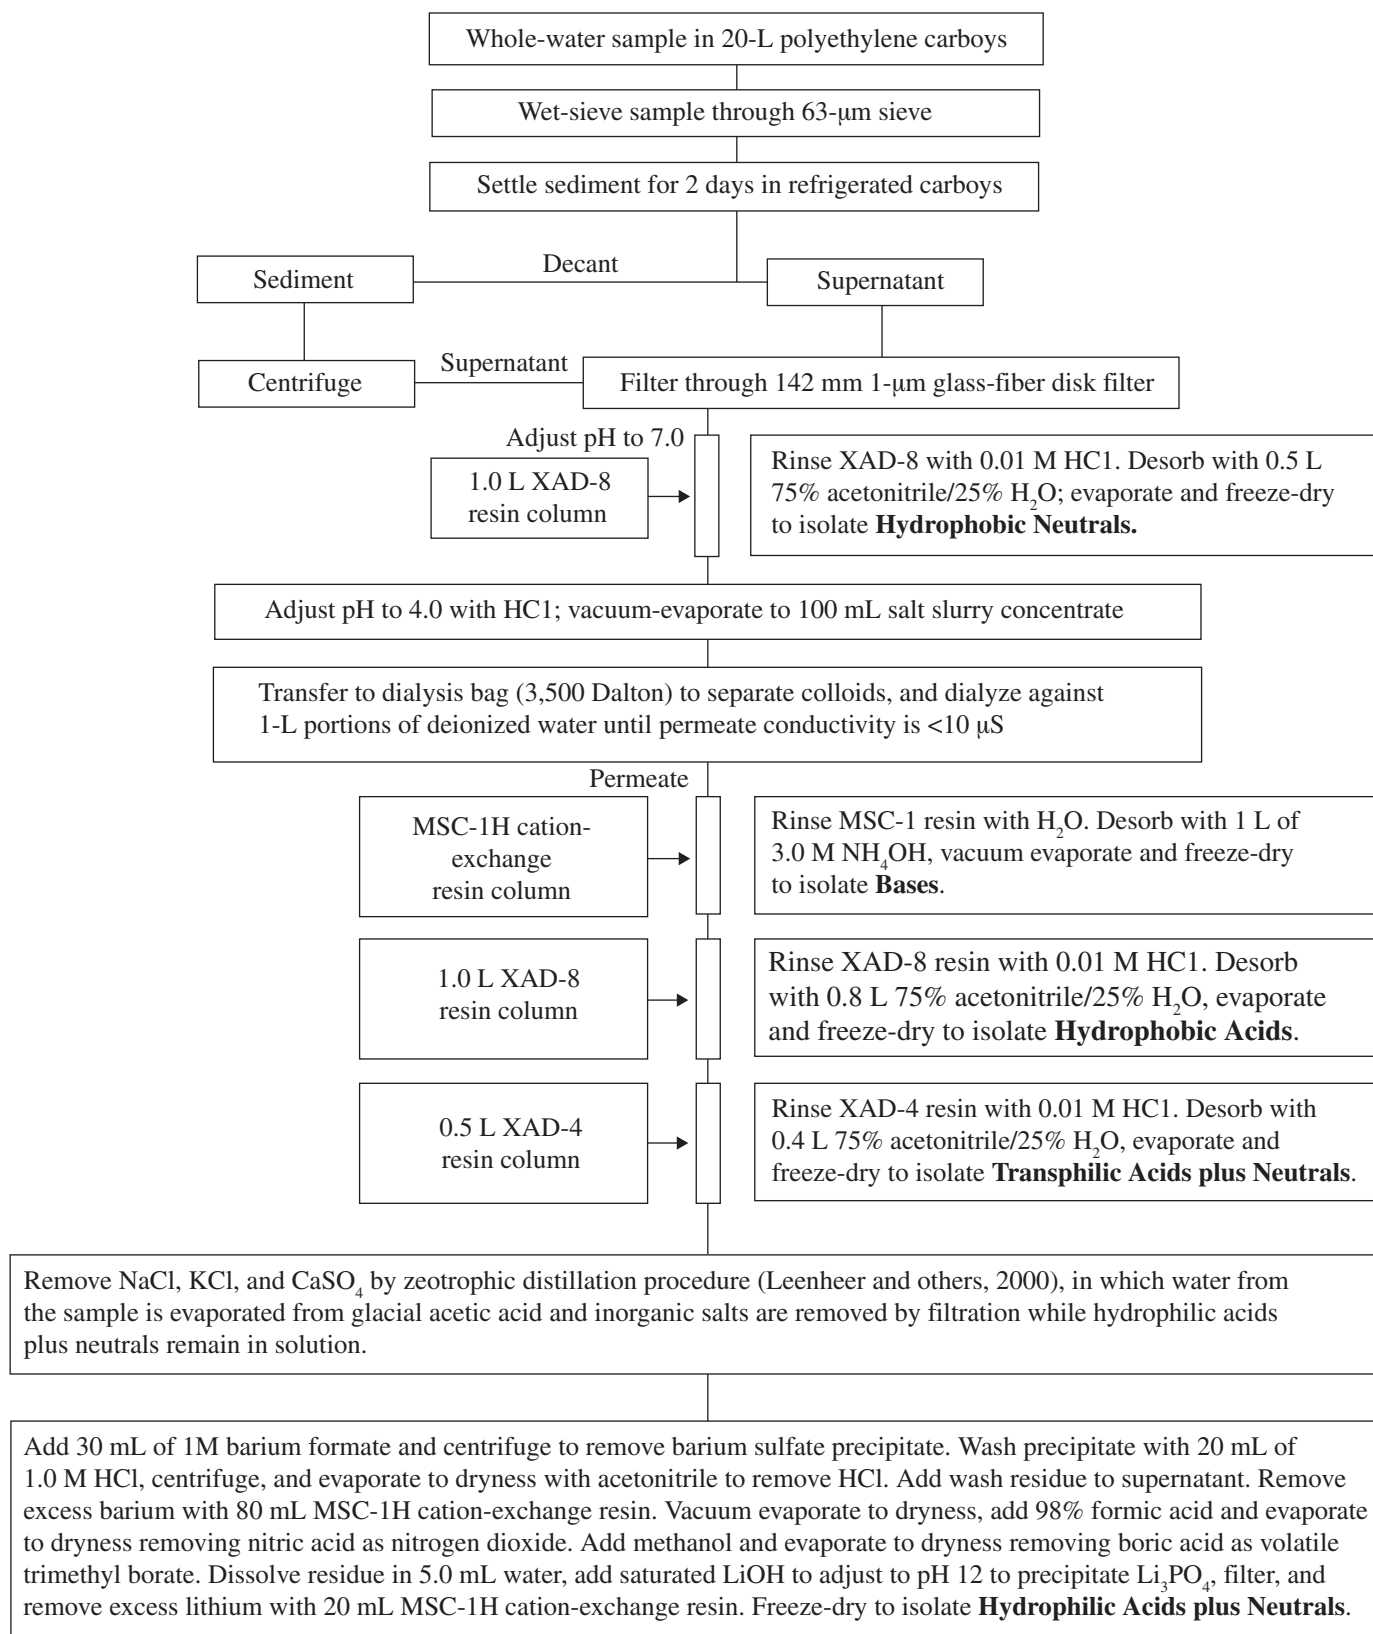 Whole-water sample in 20-L polyethylene carboys
Wet-sieve sample through 63-μm sieve
Settle sediment for 2 days in refrigerated carboys
Decant
Sediment
Supernatant
Centrifuge
Supernatant
Filter through 142 mm 1-μm glass-fiber disk filter
Adjust pH to 7.0
1.0 L XAD-8
resin column
Rinse XAD-8 with 0.01 M HC1. Desorb with 0.5 L
75% acetonitrile/25% H₂O; evaporate and freeze-dry
to isolate Hydrophobic Neutrals.
Adjust pH to 4.0 with HC1; vacuum-evaporate to 100 mL salt slurry concentrate
Transfer to dialysis bag (3,500 Dalton) to separate colloids, and dialyze against
1-L portions of deionized water until permeate conductivity is <10 μS
Permeate
MSC-1H cation-
exchange
resin column
Rinse MSC-1 resin with H₂O. Desorb with 1 L of
3.0 M NH₄OH, vacuum evaporate and freeze-dry
to isolate Bases.
1.0 L XAD-8
resin column
Rinse XAD-8 resin with 0.01 M HC1. Desorb
with 0.8 L 75% acetonitrile/25% H₂O, evaporate
and freeze-dry to isolate Hydrophobic Acids.
0.5 L XAD-4
resin column
Rinse XAD-4 resin with 0.01 M HC1. Desorb with
0.4 L 75% acetonitrile/25% H₂O, evaporate and
freeze-dry to isolate Transphilic Acids plus Neutrals.
Remove NaCl, KCl, and CaSO₄ by zeotrophic distillation procedure (Leenheer and others, 2000), in which water from
the sample is evaporated from glacial acetic acid and inorganic salts are removed by filtration while hydrophilic acids
plus neutrals remain in solution.
Add 30 mL of 1M barium formate and centrifuge to remove barium sulfate precipitate. Wash precipitate with 20 mL of
1.0 M HCl, centrifuge, and evaporate to dryness with acetonitrile to remove HCl. Add wash residue to supernatant. Remove
excess barium with 80 mL MSC-1H cation-exchange resin. Vacuum evaporate to dryness, add 98% formic acid and evaporate
to dryness removing nitric acid as nitrogen dioxide. Add methanol and evaporate to dryness removing boric acid as volatile
trimethyl borate. Dissolve residue in 5.0 mL water, add saturated LiOH to adjust to pH 12 to precipitate Li₃PO₄, filter, and
remove excess lithium with 20 mL MSC-1H cation-exchange resin. Freeze-dry to isolate Hydrophilic Acids plus Neutrals.